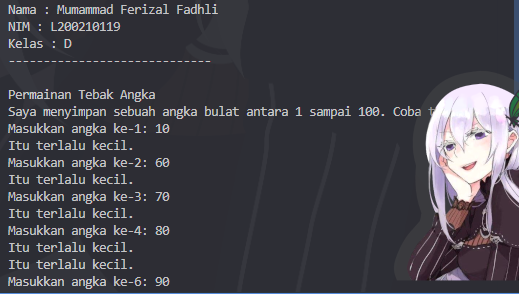 Nama : Mumammad Ferizal Fadhli
NIM : L200210119
Kelas : D
-----------------------------
Permainan Tebak Angka
Saya menyimpan sebuah angka bulat antara 1 sampai 100. Coba
Masukkan angka ke-1: 10
Itu terlalu kecil.
Masukkan angka ke-2: 60
Itu terlalu kecil.
Masukkan angka ke-3: 70
Itu terlalu kecil.
Masukkan angka ke-4: 80
Itu terlalu kecil.
Itu terlalu kecil.
Masukkan angka ke-6: 90